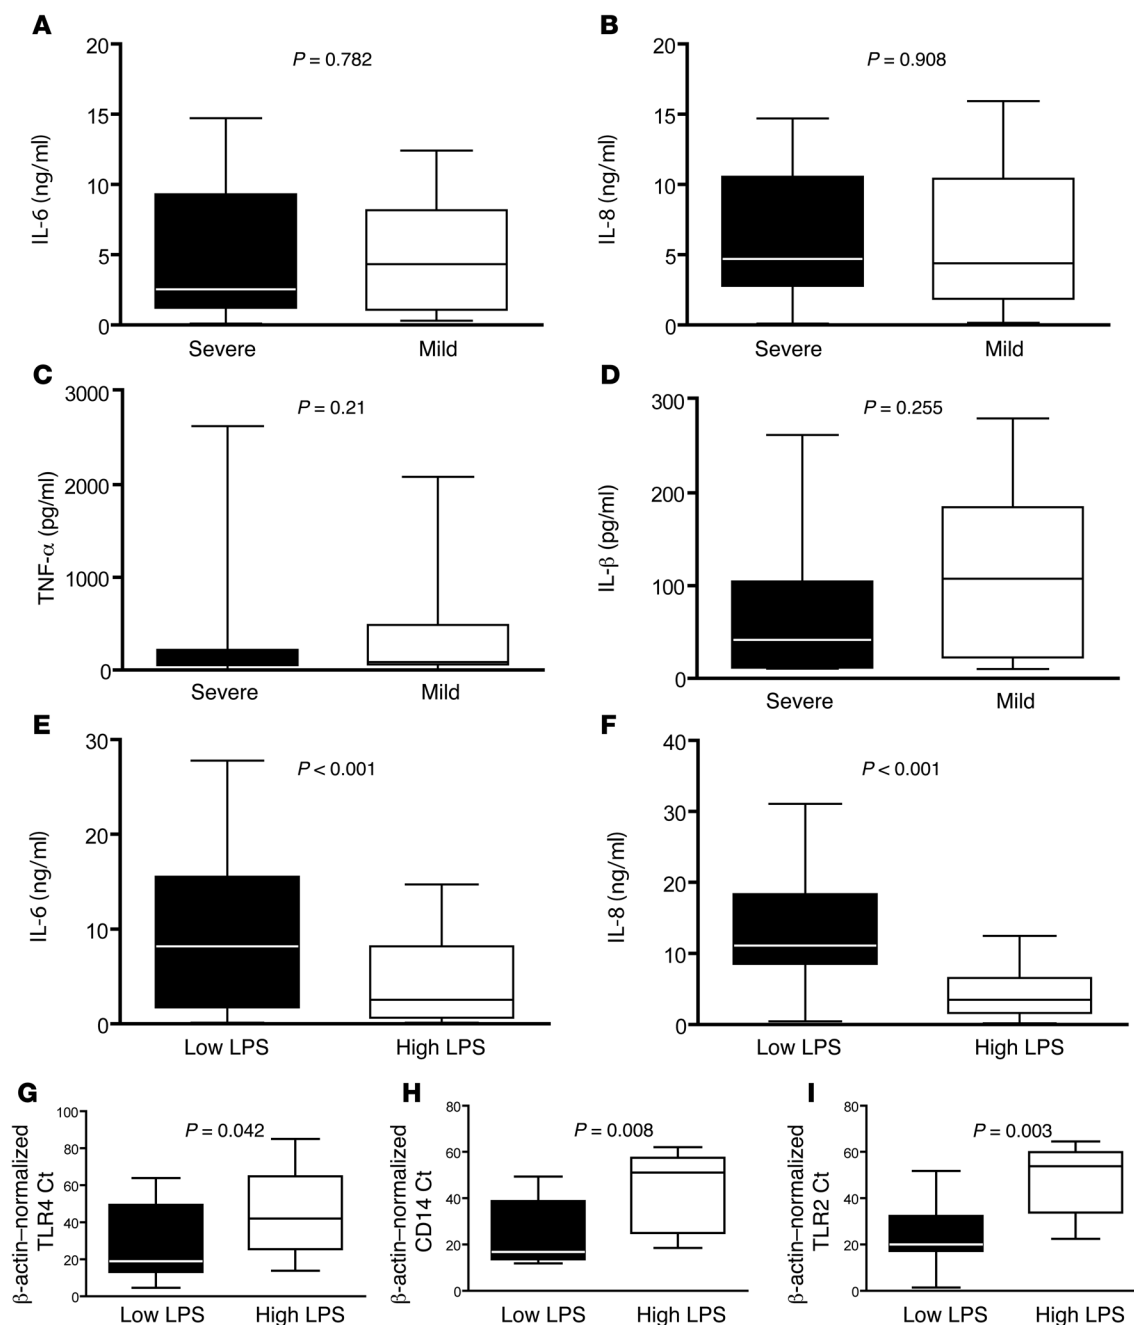 A
P = 0.782
IL-6 (ng/ml)
20
15
10
5
0
Severe
Mild
B
P = 0.908
IL-8 (ng/ml)
20
15
10
5
0
Severe
Mild
C
P = 0.21
TNF-α (pg/ml)
3000
2000
1000
0
Severe
Mild
D
P = 0.255
IL-β (pg/ml)
300
200
100
0
Severe
Mild
E
P < 0.001
IL-6 (ng/ml)
30
20
10
0
Low LPS
High LPS
F
P < 0.001
IL-8 (ng/ml)
40
30
20
10
0
Low LPS
High LPS
G
P = 0.042
β-actin–normalized
TLR4 Ct
100
80
60
40
20
0
Low LPS
High LPS
H
P = 0.008
β-actin–normalized
CD14 Ct
80
60
40
20
0
Low LPS
High LPS
I
P = 0.003
β-actin–normalized
TLR2 Ct
80
60
40
20
0
Low LPS
High LPS